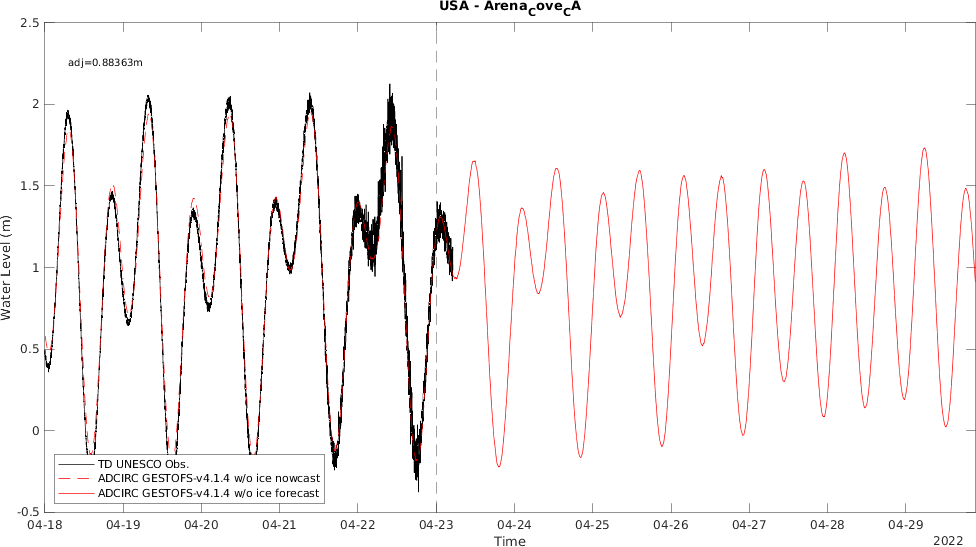 USA - ArenaCoveCA
adj=0.88363m
Water Level (m)
2.5
2
1.5
1
0.5
0
-0.5
TD UNESCO Obs.
ADCIRC GESTOFS-v4.1.4 w/o ice nowcast
ADCIRC GESTOFS-v4.1.4 w/o ice forecast
04-18 04-19 04-20 04-21 04-22 04-23 04-24 04-25 04-26 04-27 04-28 04-29
Time
2022